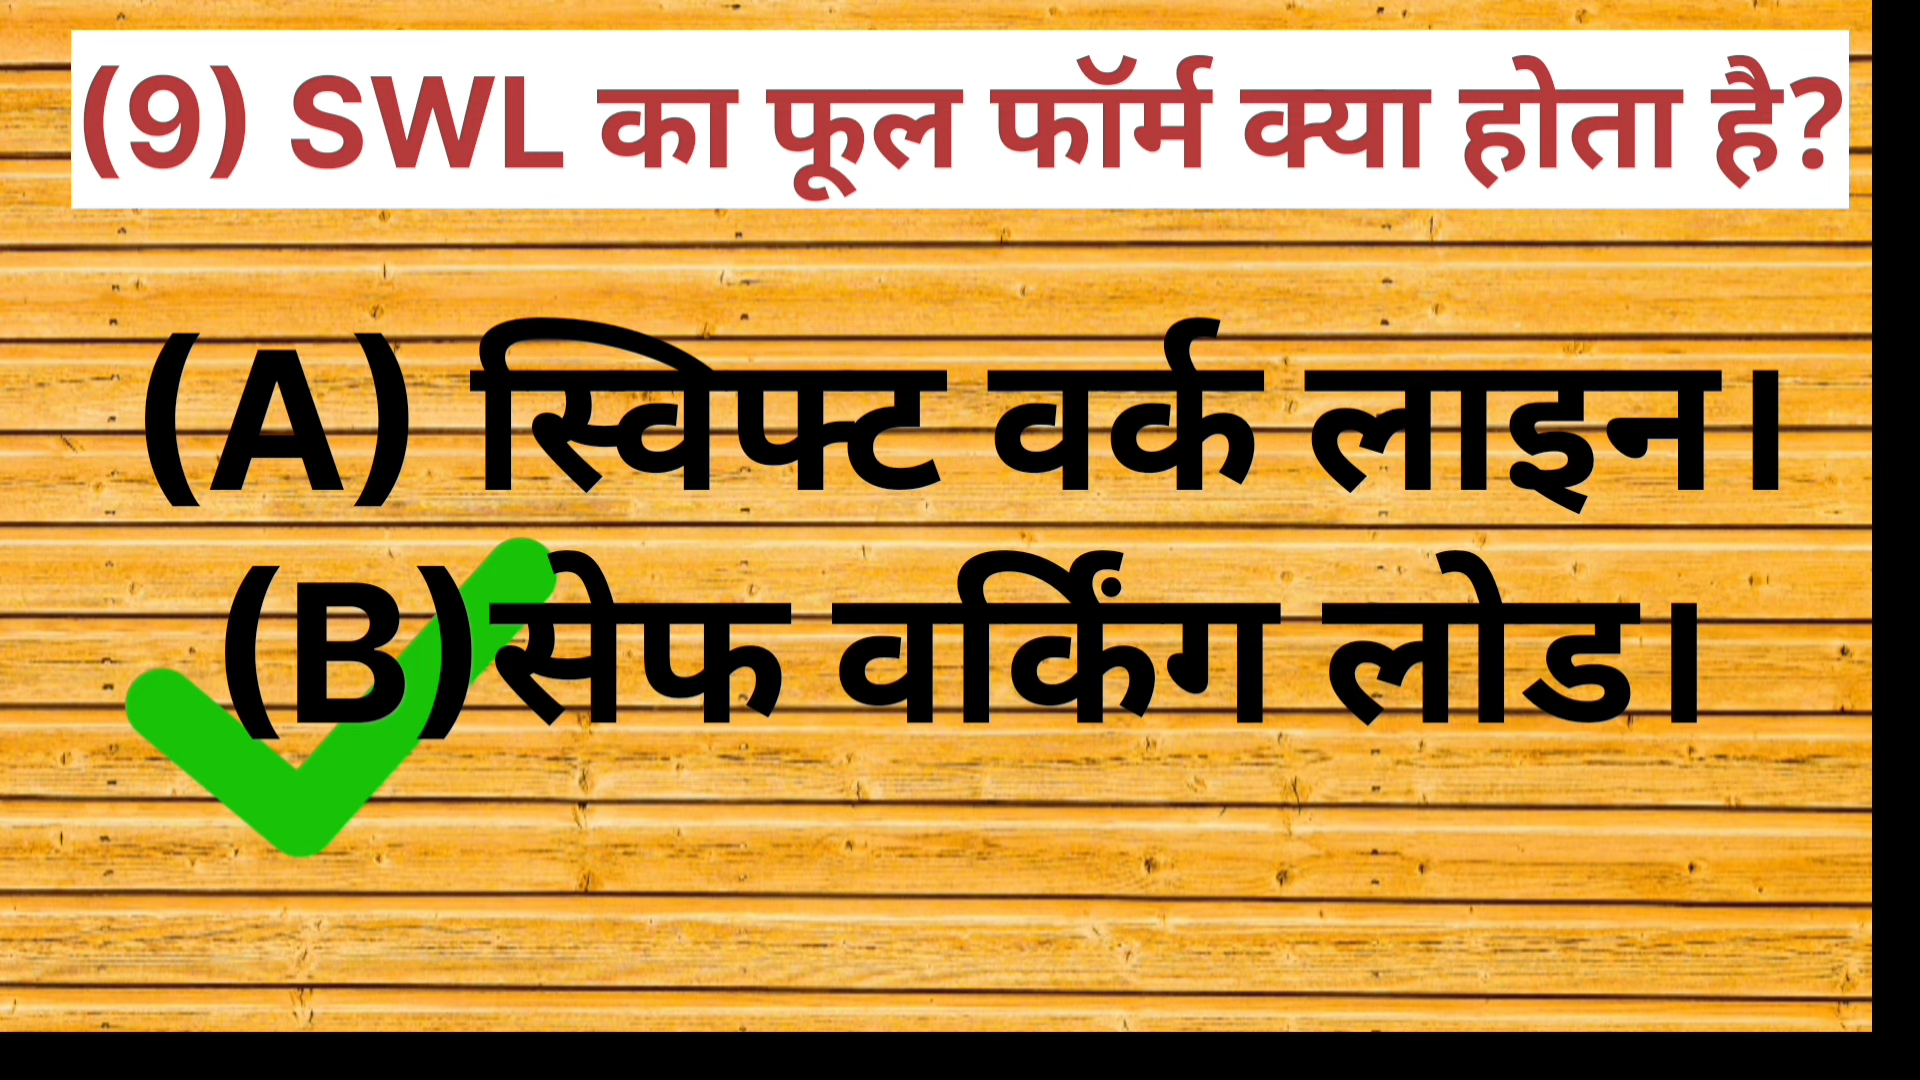 (9) SWL का फूल फॉर्म क्या होता है?
(A) स्विफ्ट वर्क लाइन।
(B)सेफ वर्किंग लोड।